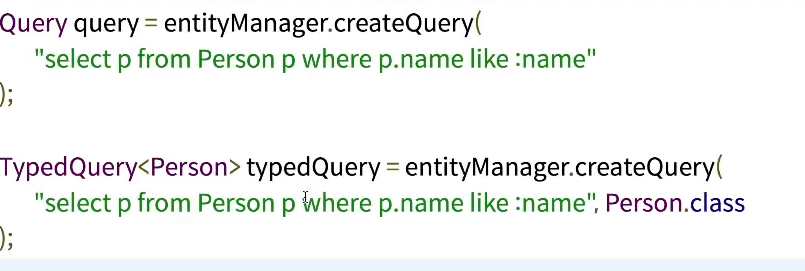 Query query = entityManager.createQuery(
"select p from Person p where p.name like :name"
);
TypedQuery<Person> typedQuery = entityManager.createQuery(
"select p from Person p where p.name like :name", Person.class
);